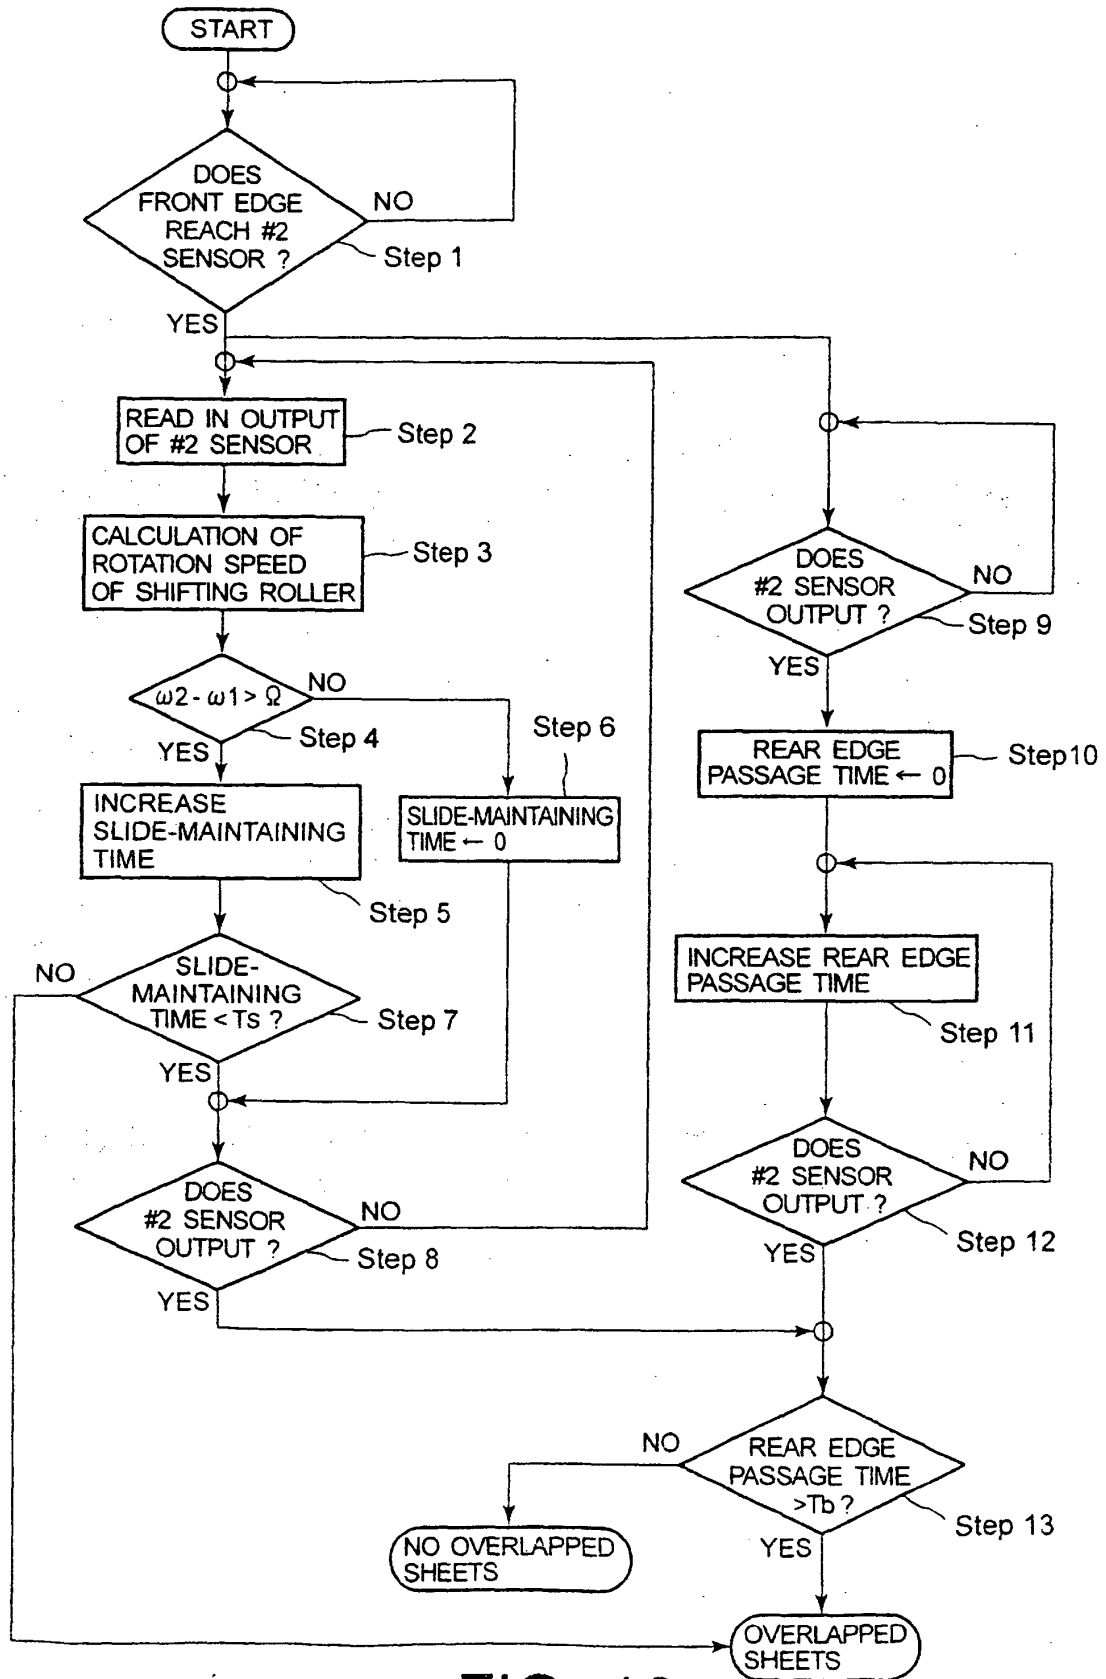 START
DOES
FRONT EDGE
REACH #2
SENSOR ?
NO
Step 1
YES
READ IN OUTPUT
OF #2 SENSOR
Step 2
CALCULATION OF
ROTATION SPEED
OF SHIFTING ROLLER
Step 3
ω2 - ω1 > Ω
NO
Step 4
YES
INCREASE
SLIDE-MAINTAINING
TIME
Step 5
Step 6
SLIDE-MAINTAINING
TIME ← 0
NO
SLIDE-
MAINTAINING
TIME < Ts ?
Step 7
YES
DOES
#2 SENSOR
OUTPUT ?
NO
Step 8
YES
DOES
#2 SENSOR
OUTPUT ?
NO
Step 9
YES
REAR EDGE
PASSAGE TIME ← 0
Step10
INCREASE REAR EDGE
PASSAGE TIME
Step 11
DOES
#2 SENSOR
OUTPUT ?
NO
Step 12
YES
NO
REAR EDGE
PASSAGE TIME
>Tb ?
Step 13
YES
NO OVERLAPPED
SHEETS
OVERLAPPED
SHEETS